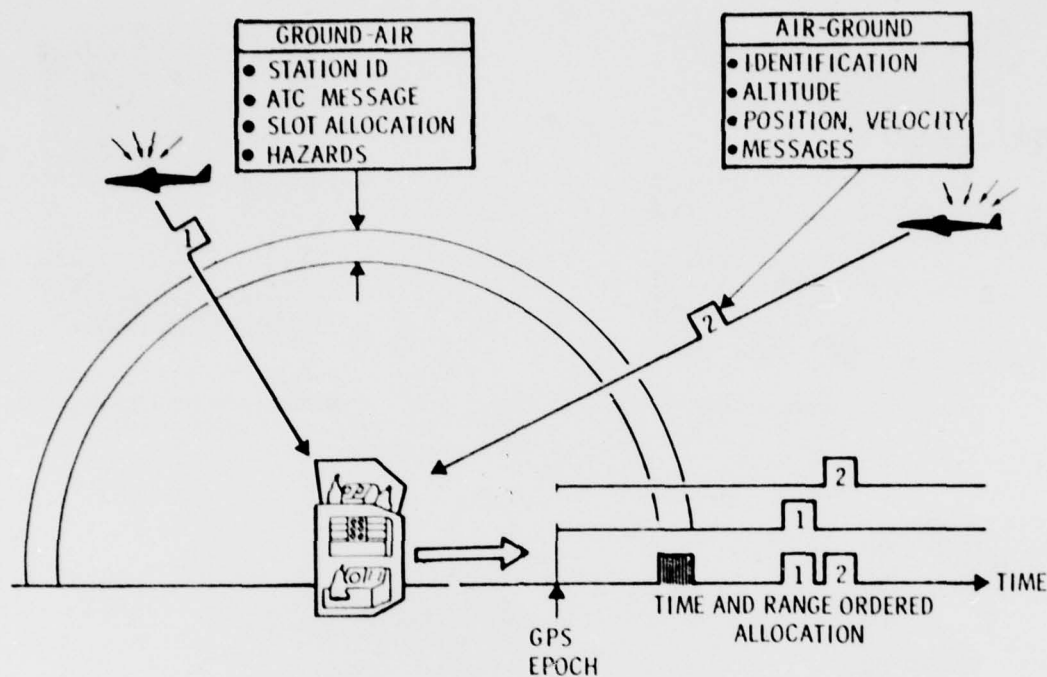 GROUND-AIR
● STATION ID
● ATC MESSAGE
● SLOT ALLOCATION
● HAZARDS
AIR-GROUND
● IDENTIFICATION
● ALTITUDE
● POSITION, VELOCITY
● MESSAGES
1
2
2
1
1 2
TIME
TIME AND RANGE ORDERED
ALLOCATION
GPS
EPOCH